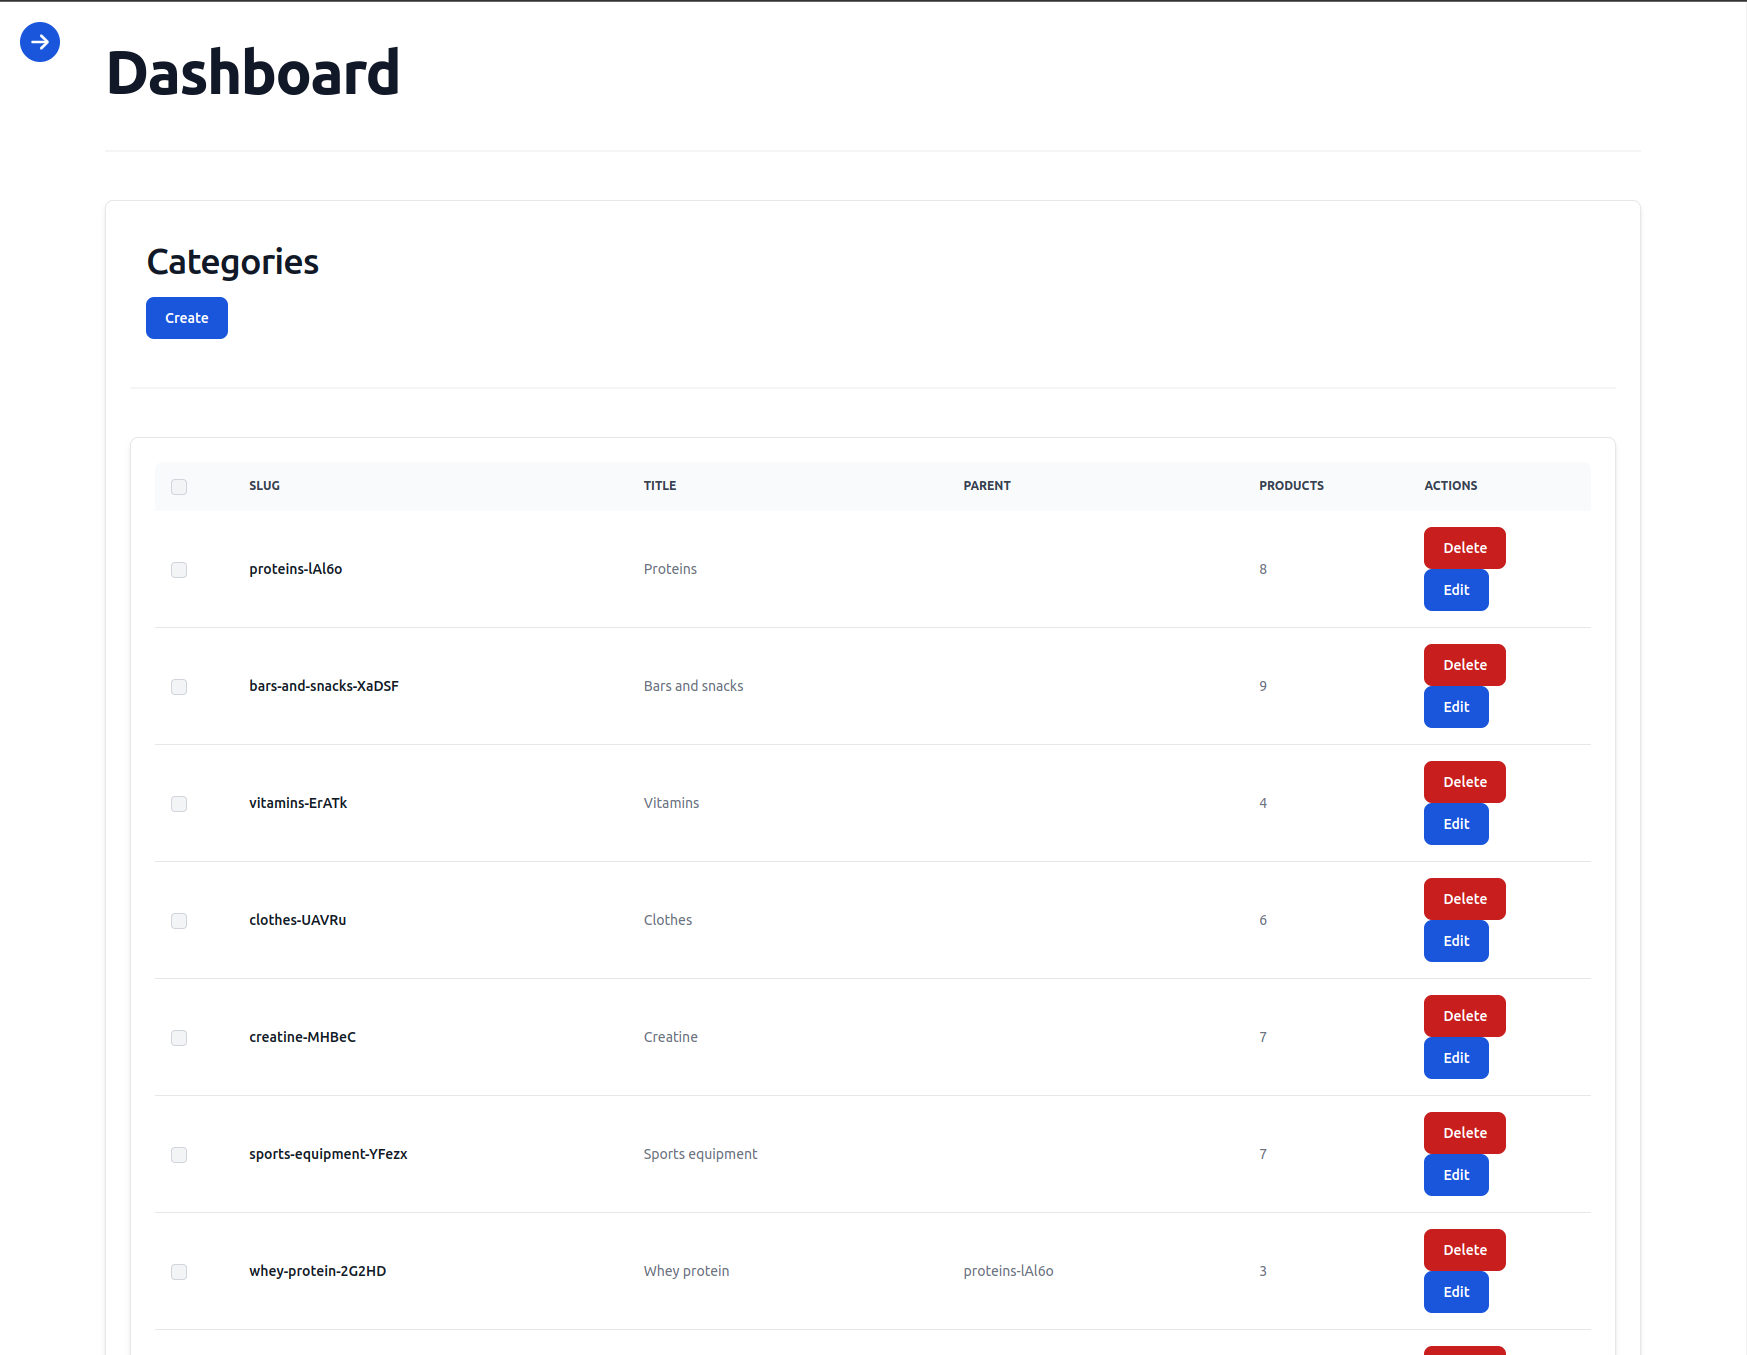 Dashboard
Categories
Create
SLUG TITLE PARENT PRODUCTS ACTIONS
proteins-lAl6o Proteins 8 Delete
Edit
bars-and-snacks-XaDSF Bars and snacks 9 Delete
Edit
vitamins-ErATk Vitamins 4 Delete
Edit
clothes-UAVRu Clothes 6 Delete
Edit
creatine-MHBeC Creatine 7 Delete
Edit
sports-equipment-YFezx Sports equipment 7 Delete
Edit
whey-protein-2G2HD Whey protein proteins-lAl6o 3 Delete
Edit